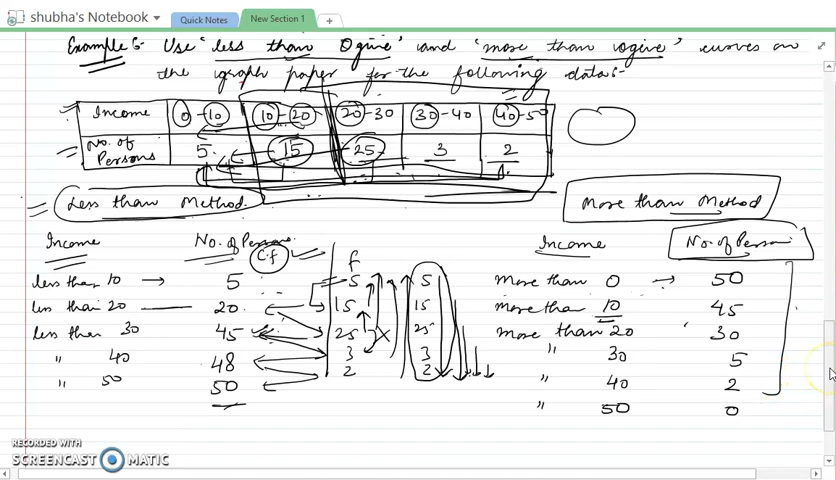 shubha's Notebook
Quick Notes
New Section 1
+
Example 6:- Use "less than Ogive" and "more than ogive" curves on
the graph paper for the following data:-
Income 0-10 10-20 20-30 30-40 40-50
No. of Persons 5 15 25 3 2
Less than Method
More than Method
Income No. of Persons f Income No. of Person
C.f
less than 10 → 5 5 5 more than 0 → 50
less than 20 20 15 15 more than 10 45
less than 30 45 25 25 more than 20 30
" 40 48 3 3 " 30 5
" 50 50 2 2 " 40 2
" 50 0
RECORDED WITH
SCREENCAST MATIC